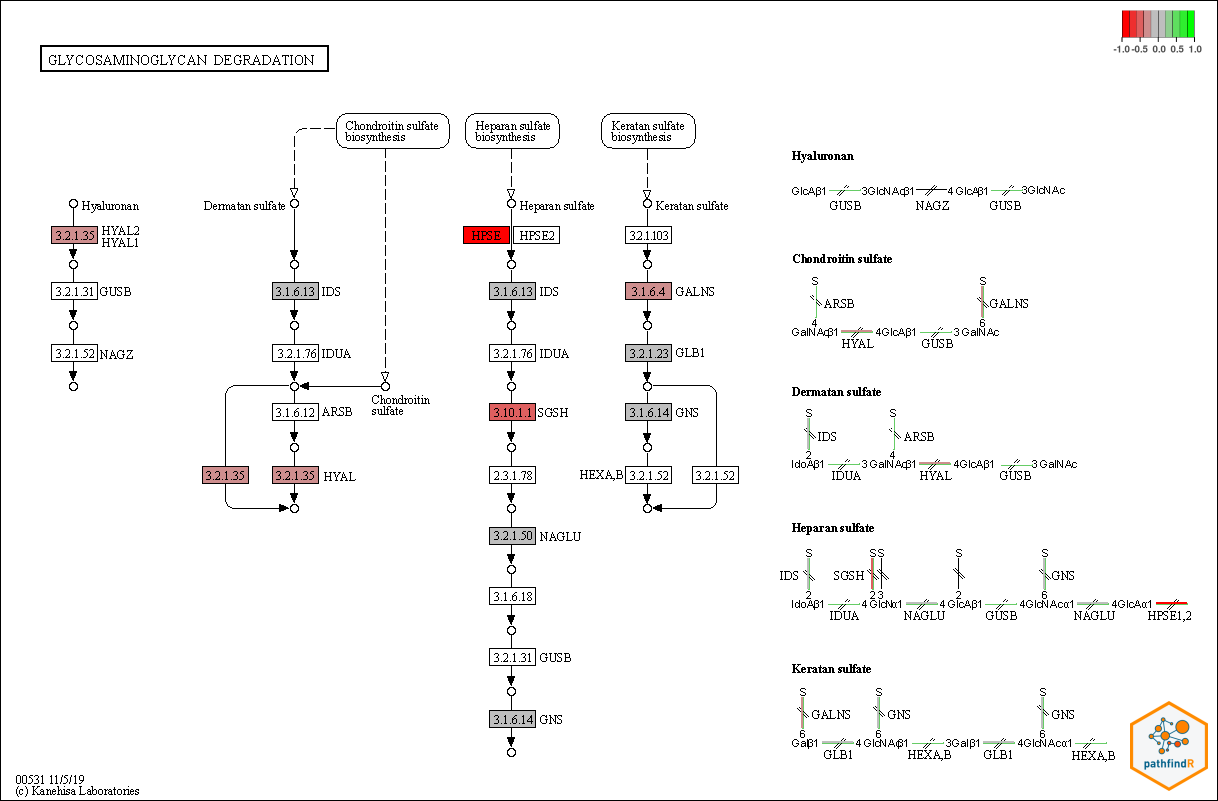 -1.0 -0.5 0.0 0.5 1.0
GLYCOSAMINOGLYCAN DEGRADATION
Chondroitin sulfate
biosynthesis
Heparan sulfate
biosynthesis
Keratan sulfate
biosynthesis
Hyaluronan
Dermatan sulfate
Heparan sulfate
Keratan sulfate
3.2.1.35
HYAL2
HYAL1
HPSE
HPSE2
3.2.1.103
3.2.1.31 GUSB
3.1.6.13 IDS
3.1.6.13 IDS
3.1.6.4 GALNS
3.2.1.52 NAGZ
3.2.1.76 IDUA
3.2.1.76 IDUA
3.2.1.23 GLB1
Chondroitin
sulfate
3.1.6.12 ARSB
3.10.1.1 SGSH
3.1.6.14 GNS
3.2.1.35
3.2.1.35 HYAL
2.3.1.78
HEXA,B 3.2.1.52
3.2.1.52
3.2.1.50 NAGLU
3.1.6.18
3.2.1.31 GUSB
3.1.6.14 GNS
Hyaluronan
GlcAβ1 3GlcNAcβ1 4 GlcAβ1 3GlcNAc
GUSB NAGZ GUSB
Chondroitin sulfate
S S
ARSB GALNS
4 6
GalNAcβ1 4GlcAβ1 3 GalNAc
HYAL GUSB
Dermatan sulfate
S S
IDS ARSB
2 4
IdoAβ1 3 GalNAcβ1 4GlcAβ1 3 GalNAc
IDUA HYAL GUSB
Heparan sulfate
S S S S S
IDS SGSH GNS
2 2 3 2 6
IdoAβ1 4 GlcNα1 4 GlcAβ1 4GlcNAcα1 4GlcAα1
IDUA NAGLU GUSB NAGLU HPSE1,2
Keratan sulfate
S S S
GALNS GNS GNS
6 6 6
Galβ1 4 GlcNAcβ1 3Galβ1 4GlcNAcα1
GLB1 HEXA,B GLB1 HEXA,B
pathfindR
00531 11/5/19
(c) Kanehisa Laboratories